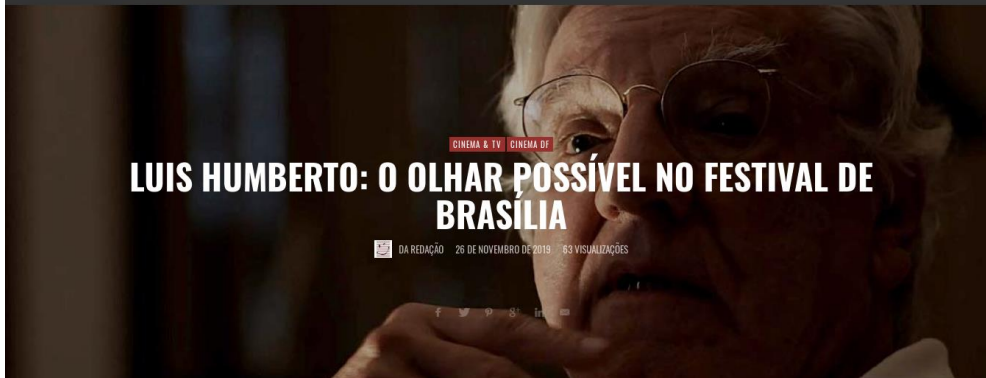 CINEMA & TV CINEMA DF
LUIS HUMBERTO: O OLHAR POSSÍVEL NO FESTIVAL DE
BRASÍLIA
DA REDAÇÃO 26 DE NOVEMBRO DE 2019 63 VISUALIZAÇÕES